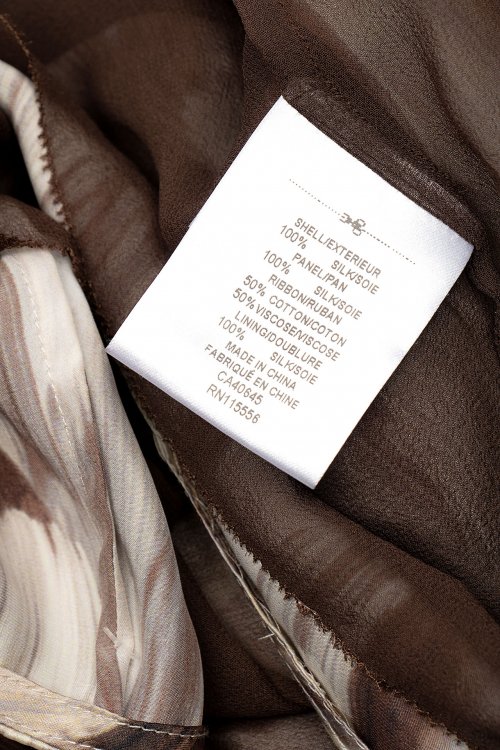 SHELL/EXTERIEUR
100% SILK/SOIE
PANEL/PAN
100% SILK/SOIE
RIBBON/RUBAN
50% COTTON/COTON
50%VISCOSE/VISCOSE
LINING/DOUBLURE
100% SILK/SOIE
MADE IN CHINA
FABRIQUÉ EN CHINE
CA40645
RN115556